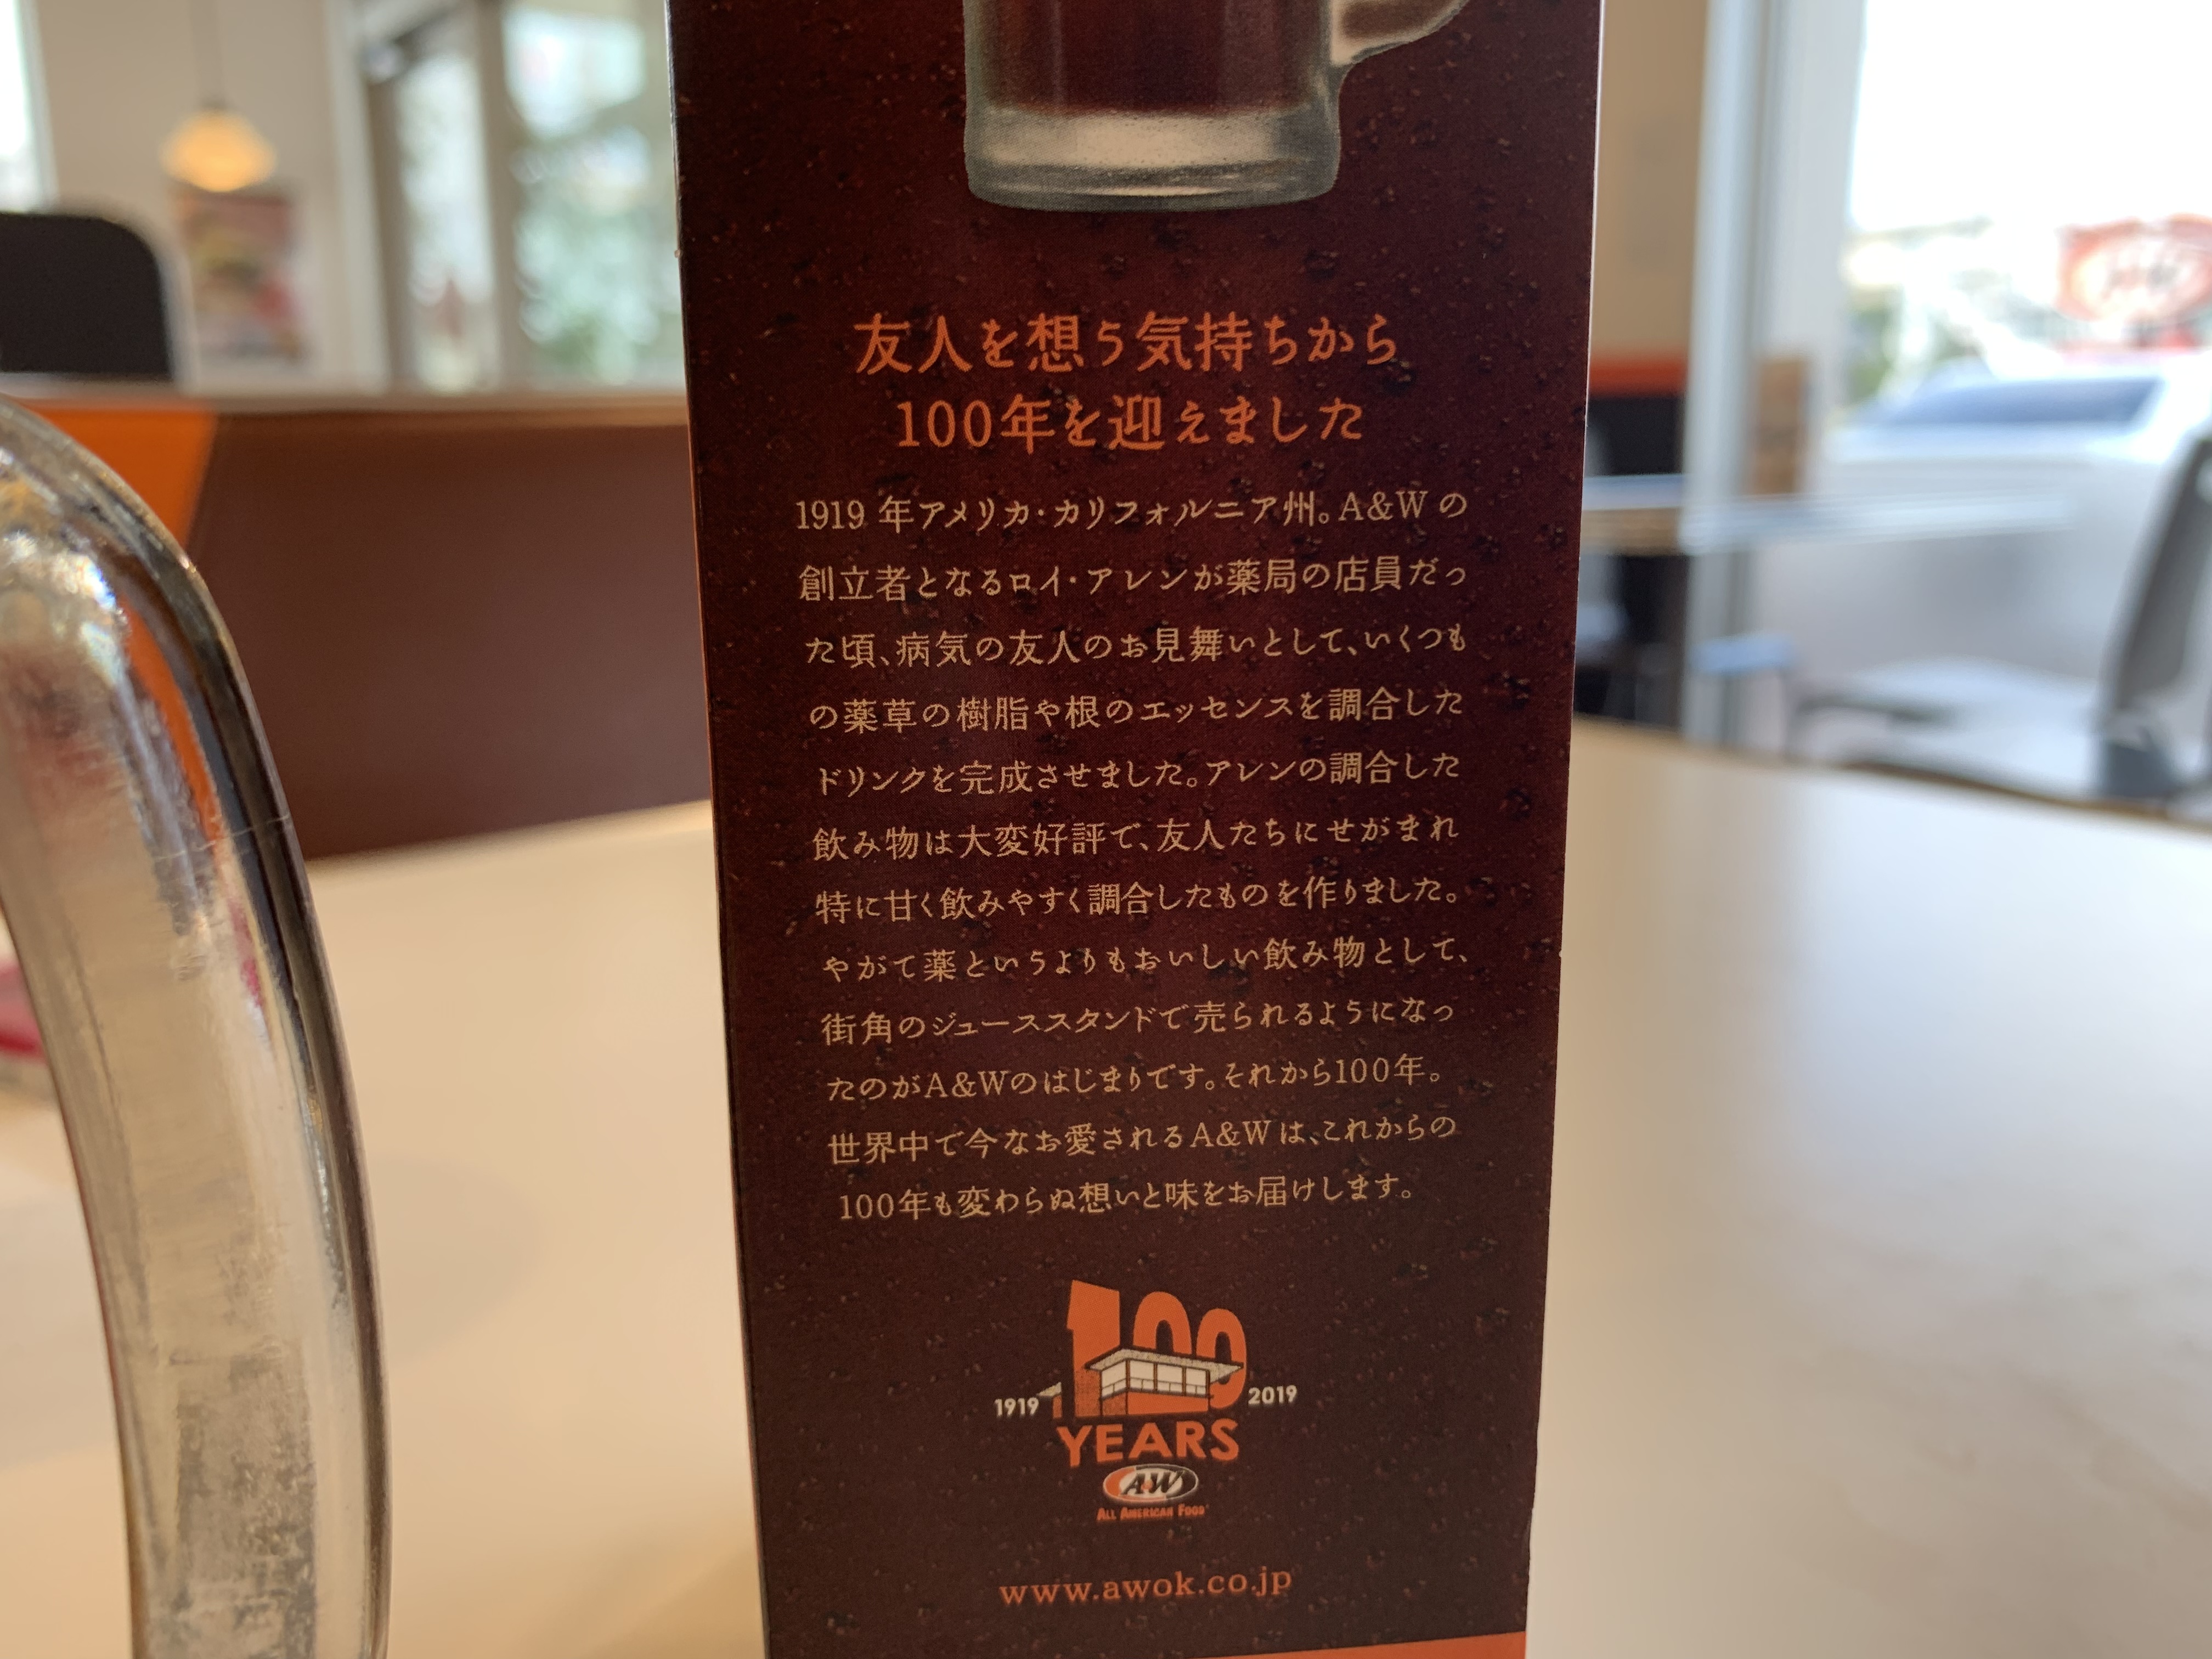 友人を想う気持ちから
100年を迎えました
1919 年アメリカ・カリフォルニア州。A&W の
創立者となるロイ・アレンが薬局の店員だっ
た頃、病気の友人のお見舞いとして、いくつも
の薬草の樹脂や根のエッセンスを調合した
ドリンクを完成させました。アレンの調合した
飲み物は大変好評で、友人たちにせがまれ
特に甘く飲みやすく調合したものを作りました。
やがて薬というよりもおいしい飲み物として、
街角のジューススタンドで売られるようになっ
たのがA&Wのはじまりです。それから100年。
世界中で今なお愛されるA&Wは、これからの
100年も変わらぬ想いと味をお届けします。
100
1919 2019
YEARS
A&W
ALL AMERICAN FOOD
www.awok.co.jp